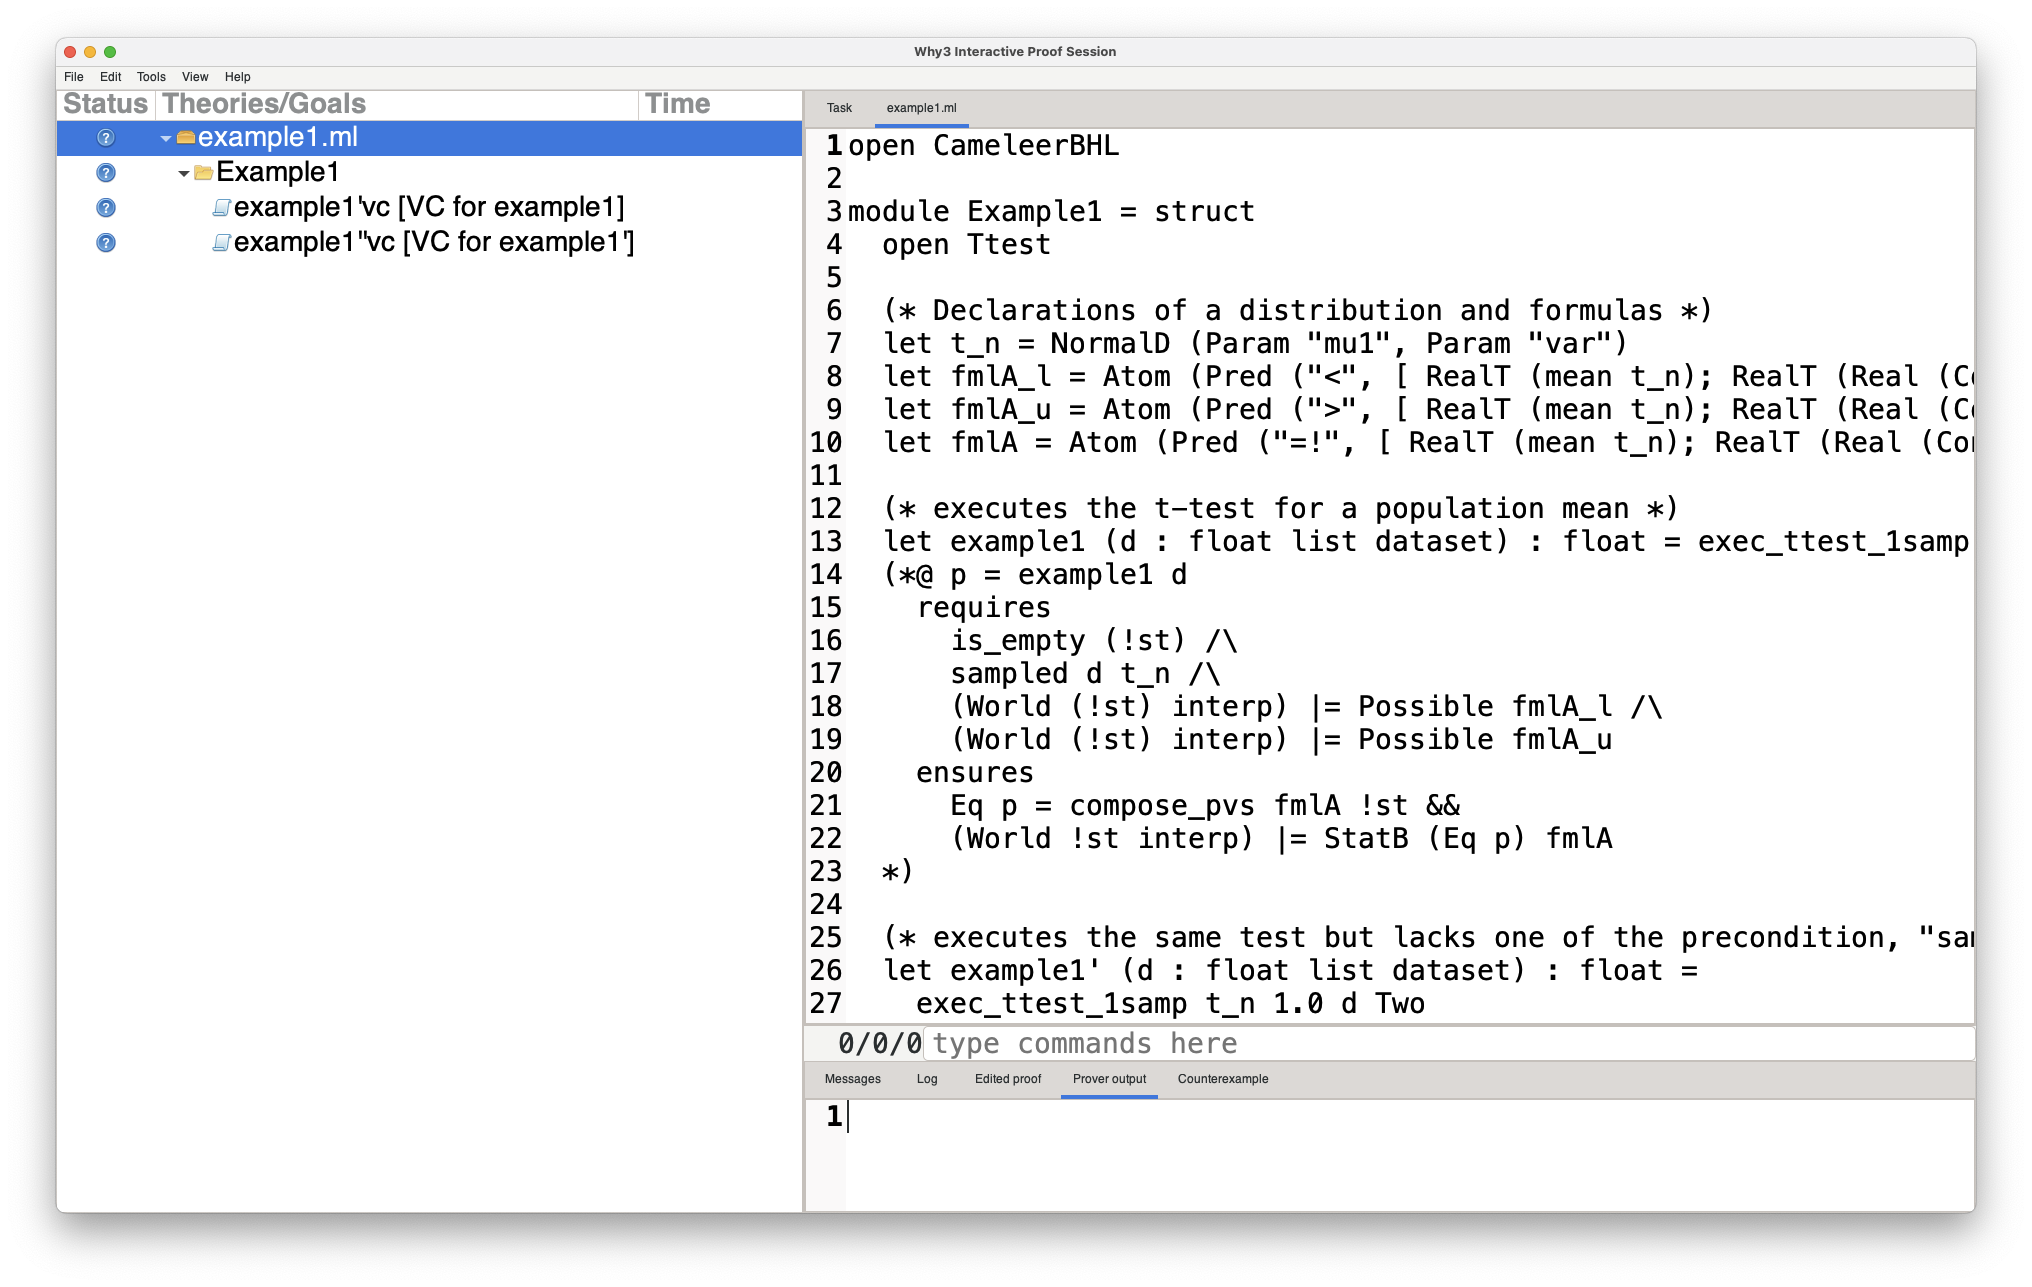 Why3 Interactive Proof Session
File Edit Tools View Help
Status Theories/Goals Time
example1.ml
Example1
example1'vc [VC for example1]
example1''vc [VC for example1']
Task example1.ml
1 open CameleerBHL
2
3 module Example1 = struct
4   open Ttest
5
6   (* Declarations of a distribution and formulas *)
7   let t_n = NormalD (Param "mu1", Param "var")
8   let fmlA_l = Atom (Pred ("<", [ RealT (mean t_n); RealT (Real (Co
9   let fmlA_u = Atom (Pred (">", [ RealT (mean t_n); RealT (Real (Co
10   let fmlA = Atom (Pred ("=!", [ RealT (mean t_n); RealT (Real (Con
11
12   (* executes the t-test for a population mean *)
13   let example1 (d : float list dataset) : float = exec_ttest_1samp
14   (*@ p = example1 d
15     requires
16       is_empty (!st) /\
17       sampled d t_n /\
18       (World (!st) interp) |= Possible fmlA_l /\
19       (World (!st) interp) |= Possible fmlA_u
20     ensures
21       Eq p = compose_pvs fmlA !st &&
22       (World !st interp) |= StatB (Eq p) fmlA
23   *)
24
25   (* executes the same test but lacks one of the precondition, "sam
26   let example1' (d : float list dataset) : float =
27     exec_ttest_1samp t_n 1.0 d Two
0/0/0 type commands here
Messages Log Edited proof Prover output Counterexample
1